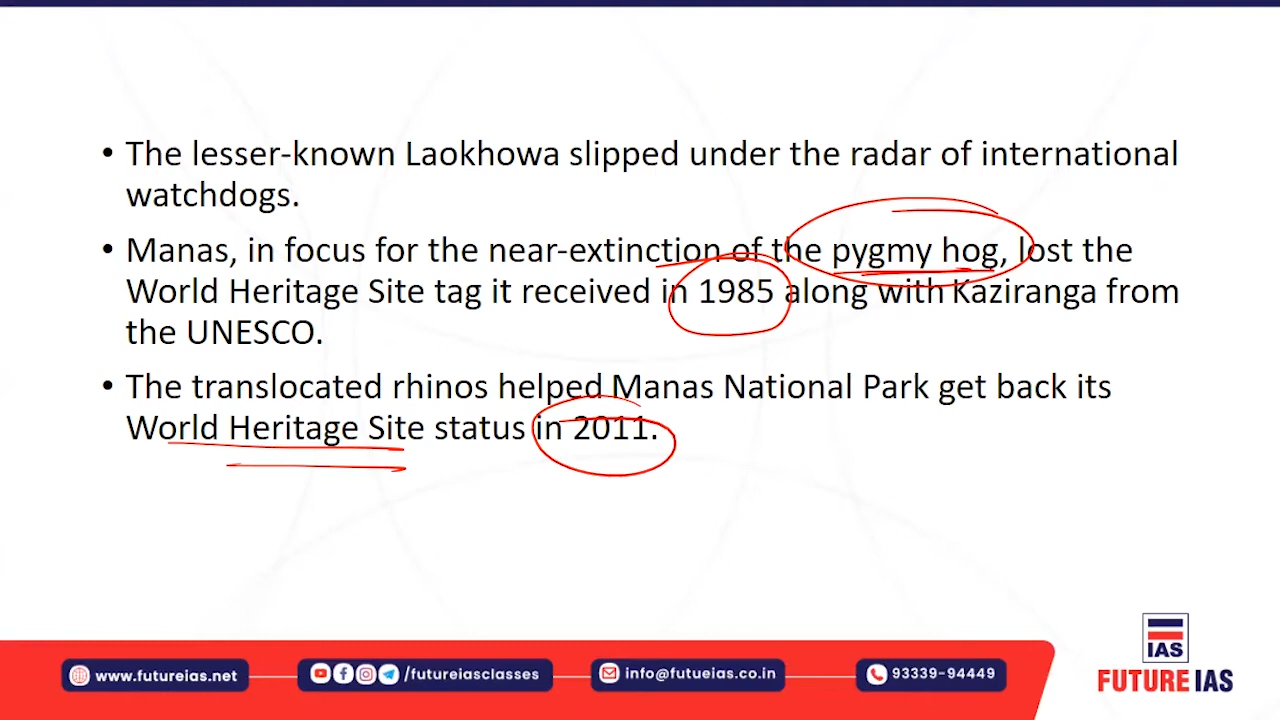 • The lesser-known Laokhowa slipped under the radar of international
watchdogs.
• Manas, in focus for the near-extinction of the pygmy hog, lost the
World Heritage Site tag it received in 1985 along with Kaziranga from
the UNESCO.
• The translocated rhinos helped Manas National Park get back its
World Heritage Site status in 2011.
IAS
FUTURE IAS
www.futureias.net
/futureiasclasses
info@futueias.co.in
93339-94449